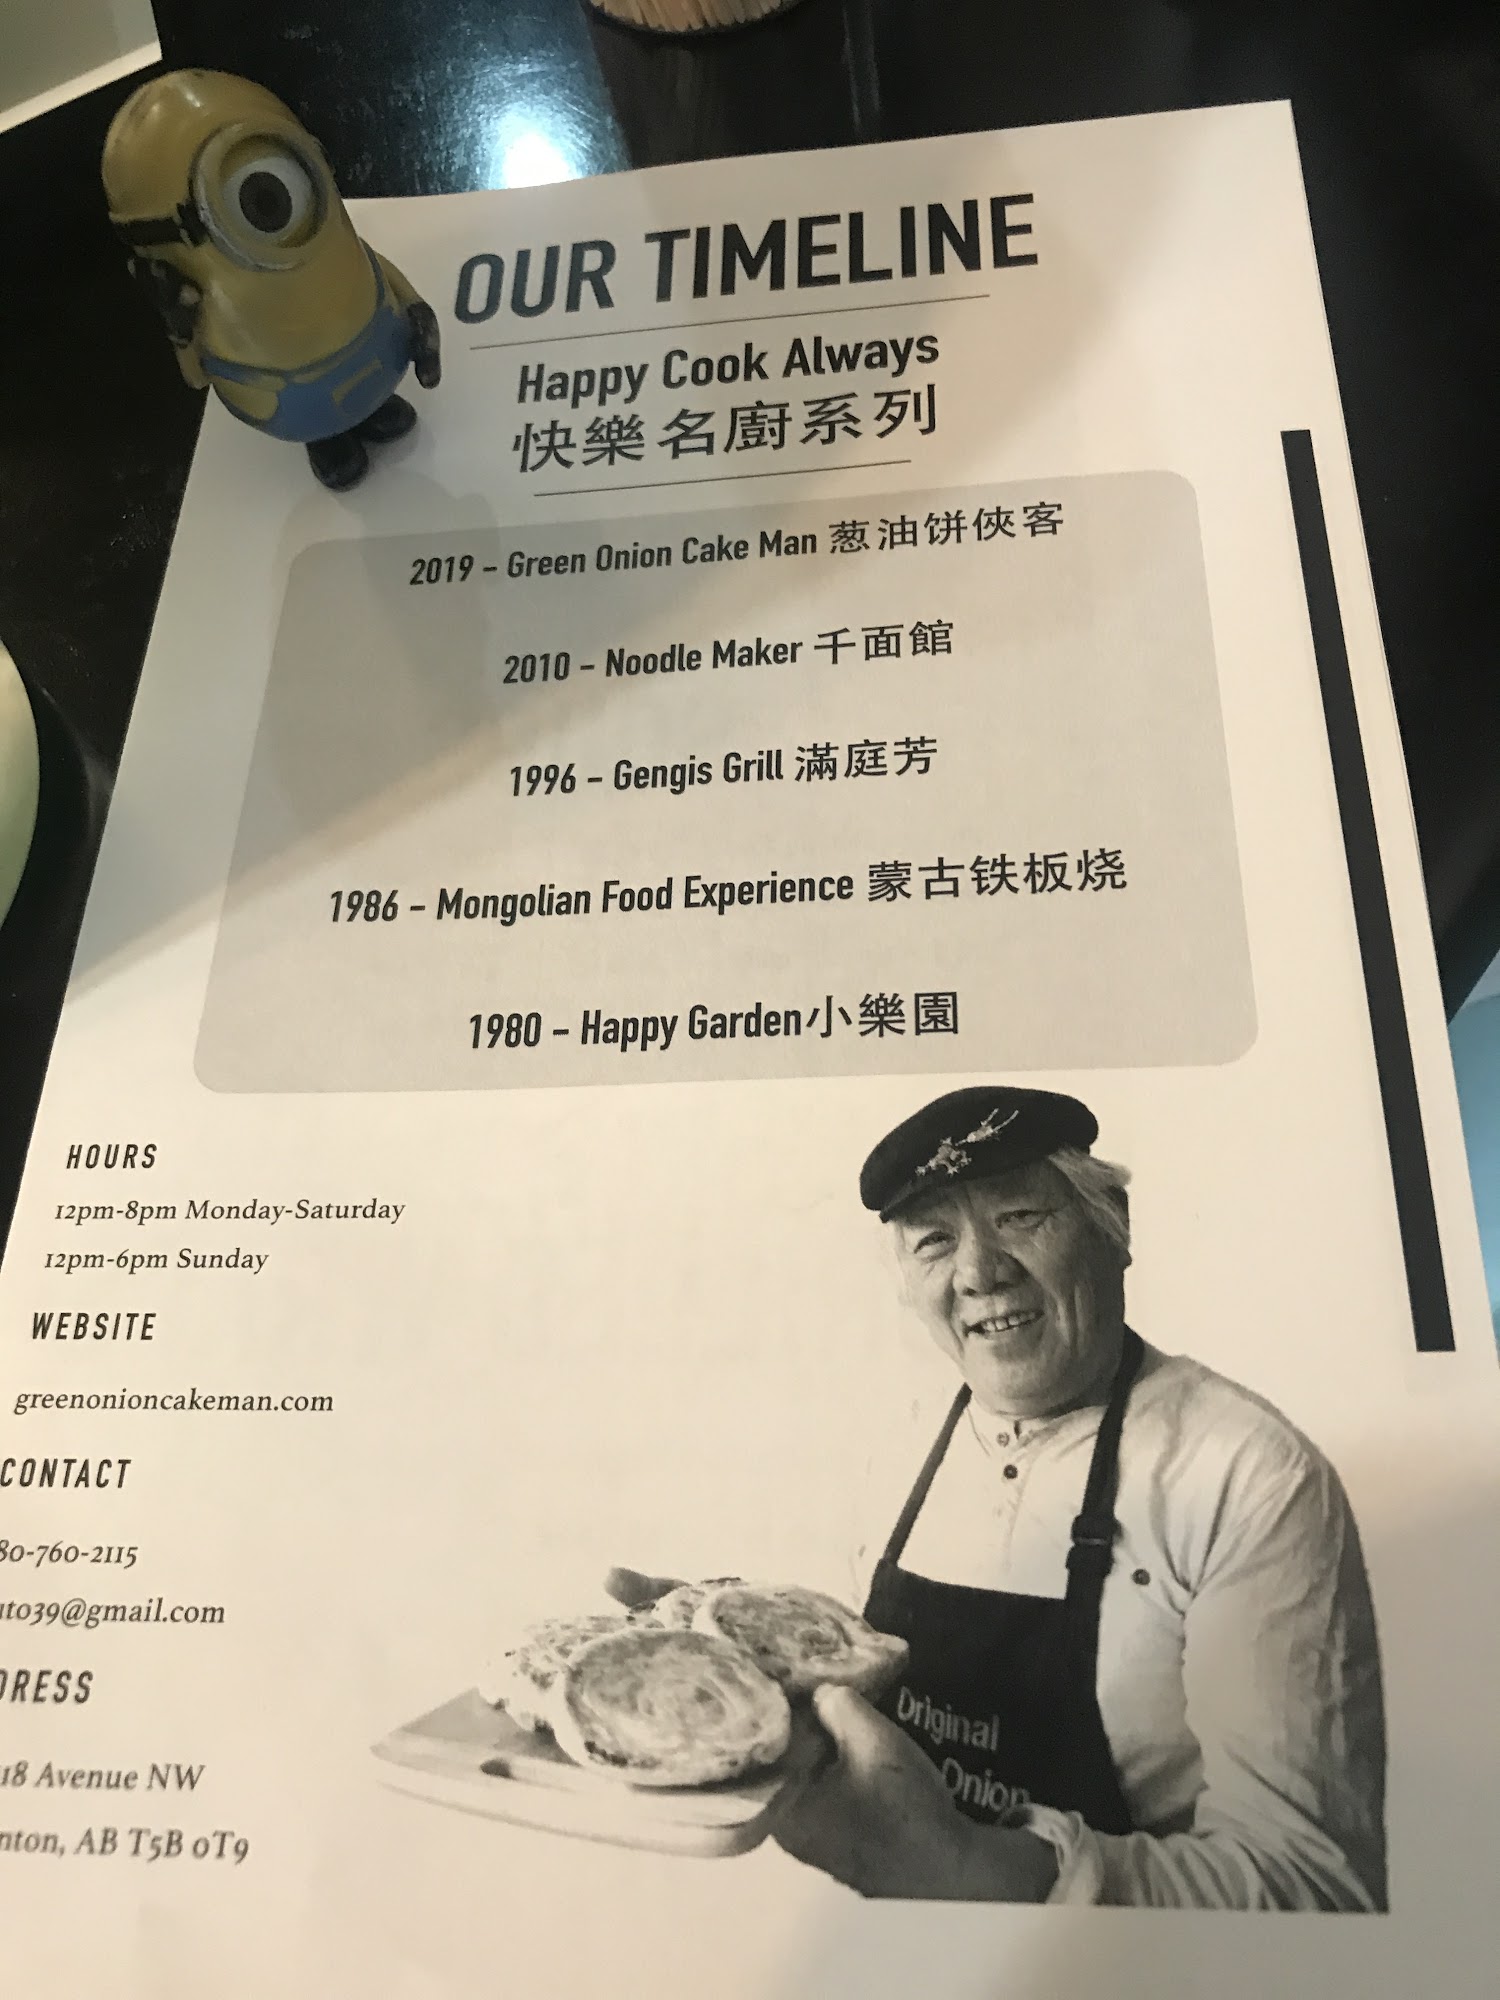 OUR TIMELINE
Happy Cook Always
快樂名廚系列
2019 – Green Onion Cake Man 葱油饼俠客
2010 – Noodle Maker 千面館
1996 – Gengis Grill 滿庭芳
1986 – Mongolian Food Experience 蒙古铁板烧
1980 – Happy Garden小樂園
HOURS
12pm-8pm Monday-Saturday
12pm-6pm Sunday
WEBSITE
greenonioncakeman.com
CONTACT
80-760-2115
uto39@gmail.com
DRESS
18 Avenue NW
nton, AB T5B 0T9
Original
Onion